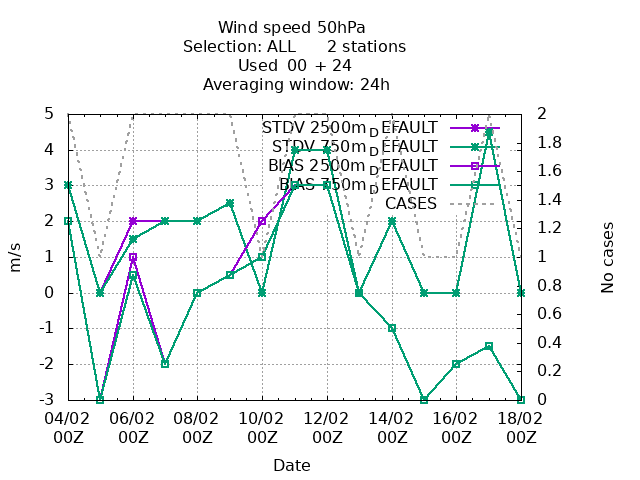 Wind speed 50hPa
Selection: ALL 2 stations
Used 00 + 24
Averaging window: 24h
STDV 2500m_DEFAULT
STDV 750m_DEFAULT
BIAS 2500m_DEFAULT
BIAS 750m_DEFAULT
CASES
5
4
3
2
1
0
-1
-2
-3
m/s
2
1.8
1.6
1.4
1.2
1
0.8
0.6
0.4
0.2
0
No cases
04/02 06/02 08/02 10/02 12/02 14/02 16/02 18/02
00Z 00Z 00Z 00Z 00Z 00Z 00Z 00Z
Date